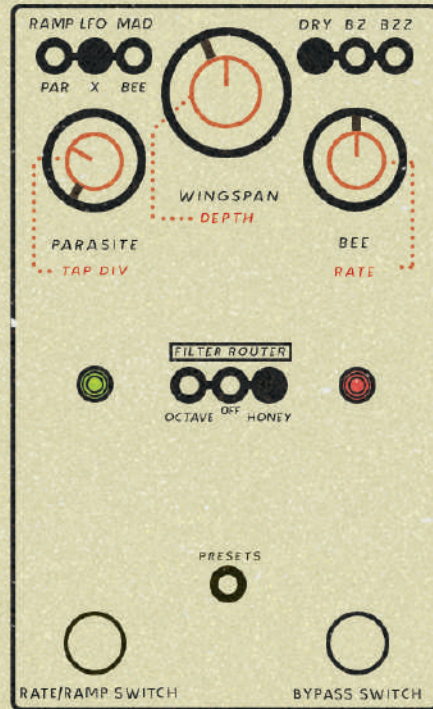 RAMP LFO MAD
DRY BZ BZZ
PAR X BEE
WINGSPAN
DEPTH
PARASITE
TAP DIV
BEE
RATE
FILTER ROUTER
OCTAVE OFF HONEY
PRESETS
RATE/RAMP SWITCH
BYPASS SWITCH